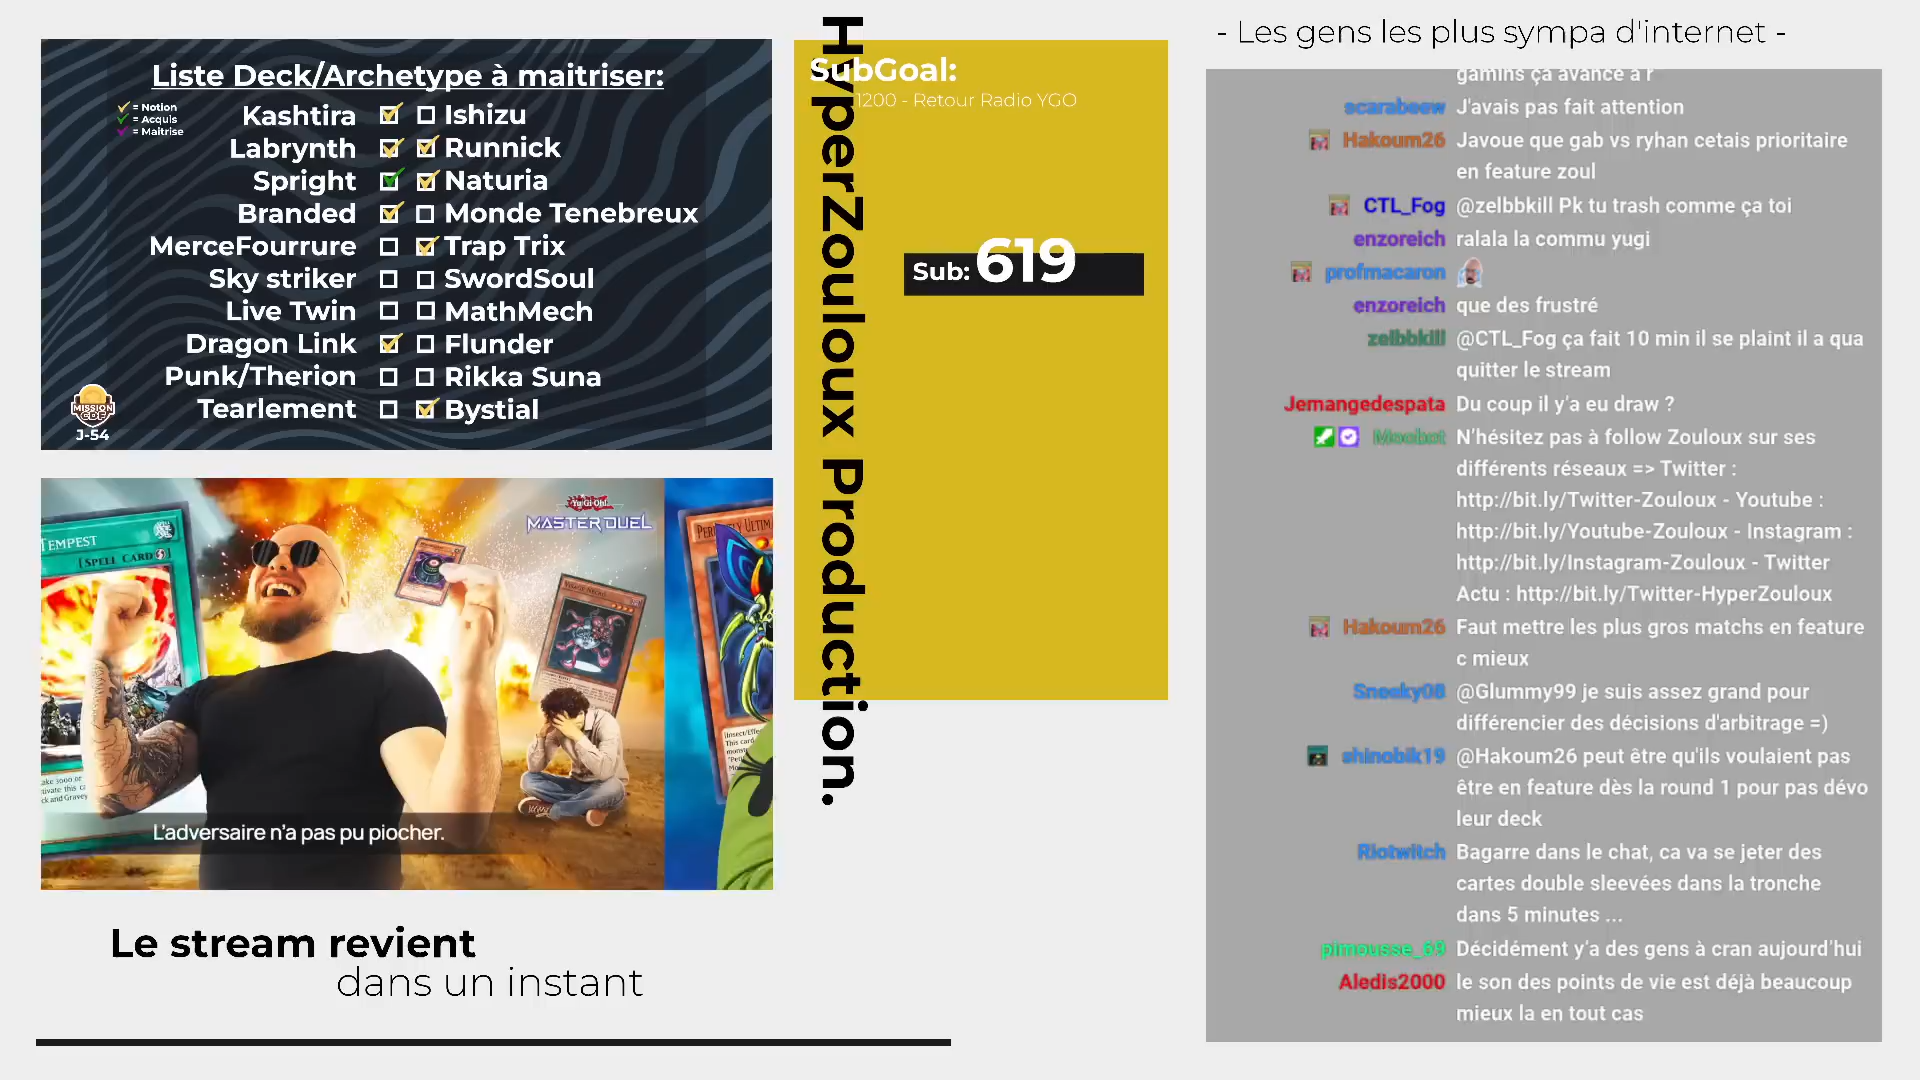 Liste Deck/Archetype à maitriser:
= Notion
= Acquis
= Maitrise
Kashtira
Ishizu
Labrynth
Runnick
Spright
Naturia
Branded
Monde Tenebreux
MerceFourrure
Trap Trix
Sky striker
SwordSoul
Live Twin
MathMech
Dragon Link
Flunder
Punk/Therion
Rikka Suna
Tearlement
Bystial
MISSION
CDF
J-54
TEMPEST
[SPELL CARD
Yu-Gi-Oh!
MASTER DUEL
L'adversaire n'a pas pu piocher.
Le stream revient
dans un instant
HyperZouloux Production.
SubGoal:
1200 - Retour Radio YGO
Sub: 619
- Les gens les plus sympa d'internet -
gamins ça avance a r
scarabeew J'avais pas fait attention
Hakoum26 Javoue que gab vs ryhan cetais prioritaire
en feature zoul
CTL_Fog @zelbbkill Pk tu trash comme ça toi
enzoreich ralala la commu yugi
profmacaron
enzoreich que des frustré
zelbbkill @CTL_Fog ça fait 10 min il se plaint il a qua
quitter le stream
Jemangedespata Du coup il y'a eu draw ?
Moobot N'hésitez pas à follow Zouloux sur ses
différents réseaux => Twitter :
http://bit.ly/Twitter-Zouloux - Youtube :
http://bit.ly/Youtube-Zouloux - Instagram :
http://bit.ly/Instagram-Zouloux - Twitter
Actu : http://bit.ly/Twitter-HyperZouloux
Hakoum26 Faut mettre les plus gros matchs en feature
c mieux
Sneeky08 @Glummy99 je suis assez grand pour
différencier des décisions d'arbitrage =)
shinobik19 @Hakoum26 peut être qu'ils voulaient pas
être en feature dès la round 1 pour pas dévo
leur deck
Riotwitch Bagarre dans le chat, ca va se jeter des
cartes double sleevées dans la tronche
dans 5 minutes ...
pimousse_69 Décidément y'a des gens à cran aujourd'hui
Aledis2000 le son des points de vie est déjà beaucoup
mieux la en tout cas